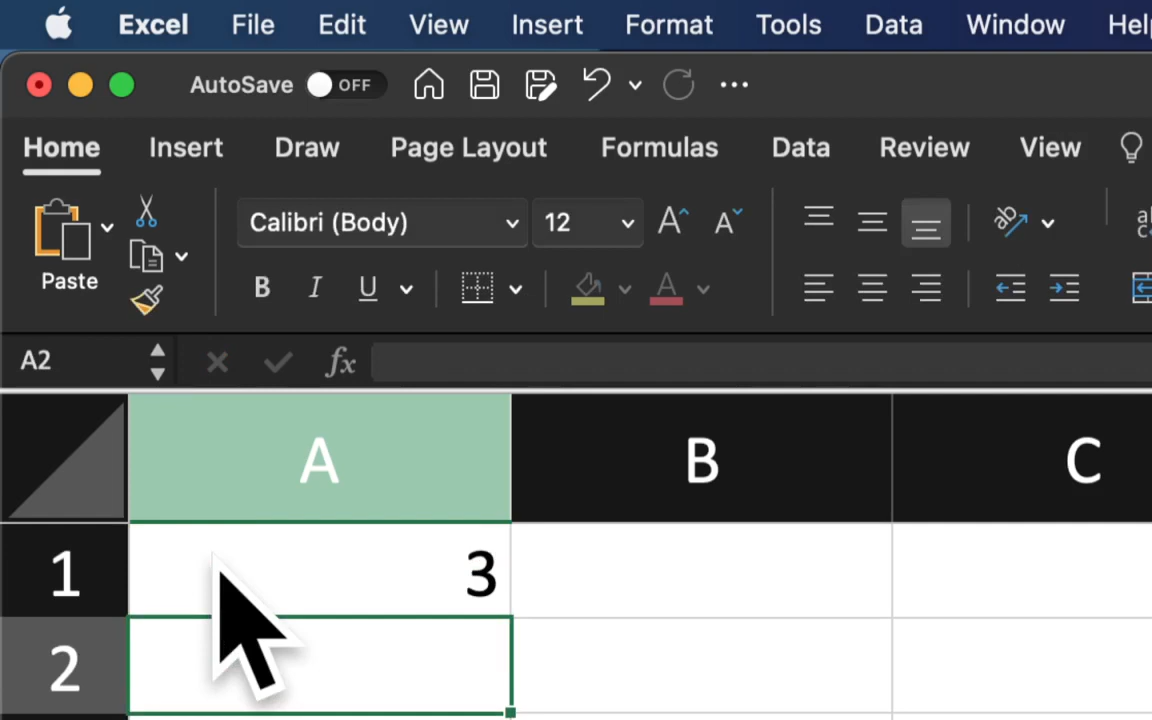 Excel File Edit View Insert Format Tools Data Window Help
AutoSave OFF
Home Insert Draw Page Layout Formulas Data Review View
Calibri (Body) 12 A A
Paste
B I U A
A2 fx
A B C
1 3
2